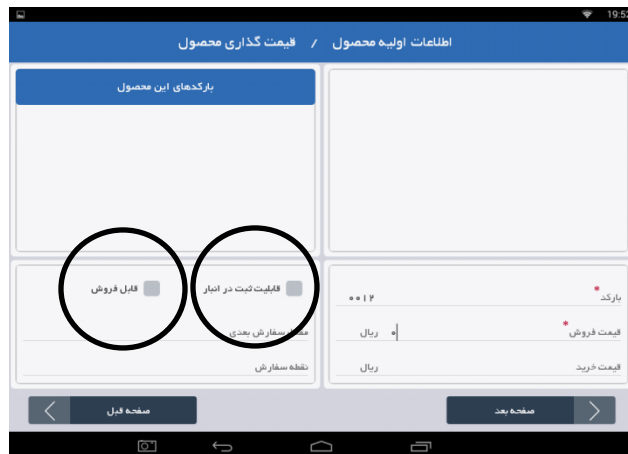 19:52
اطلاعات اولیه محصول / قیمت گذاری محصول
بارکدهای این محصول
بارکد *
۰۰۱۲
قیمت فروش *
۰ ریال
قیمت خرید
ریال
قابلیت ثبت در انبار
قابل فروش
سفارش بعدی
نقطه سفارش
صفحه بعد
صفحه قبل